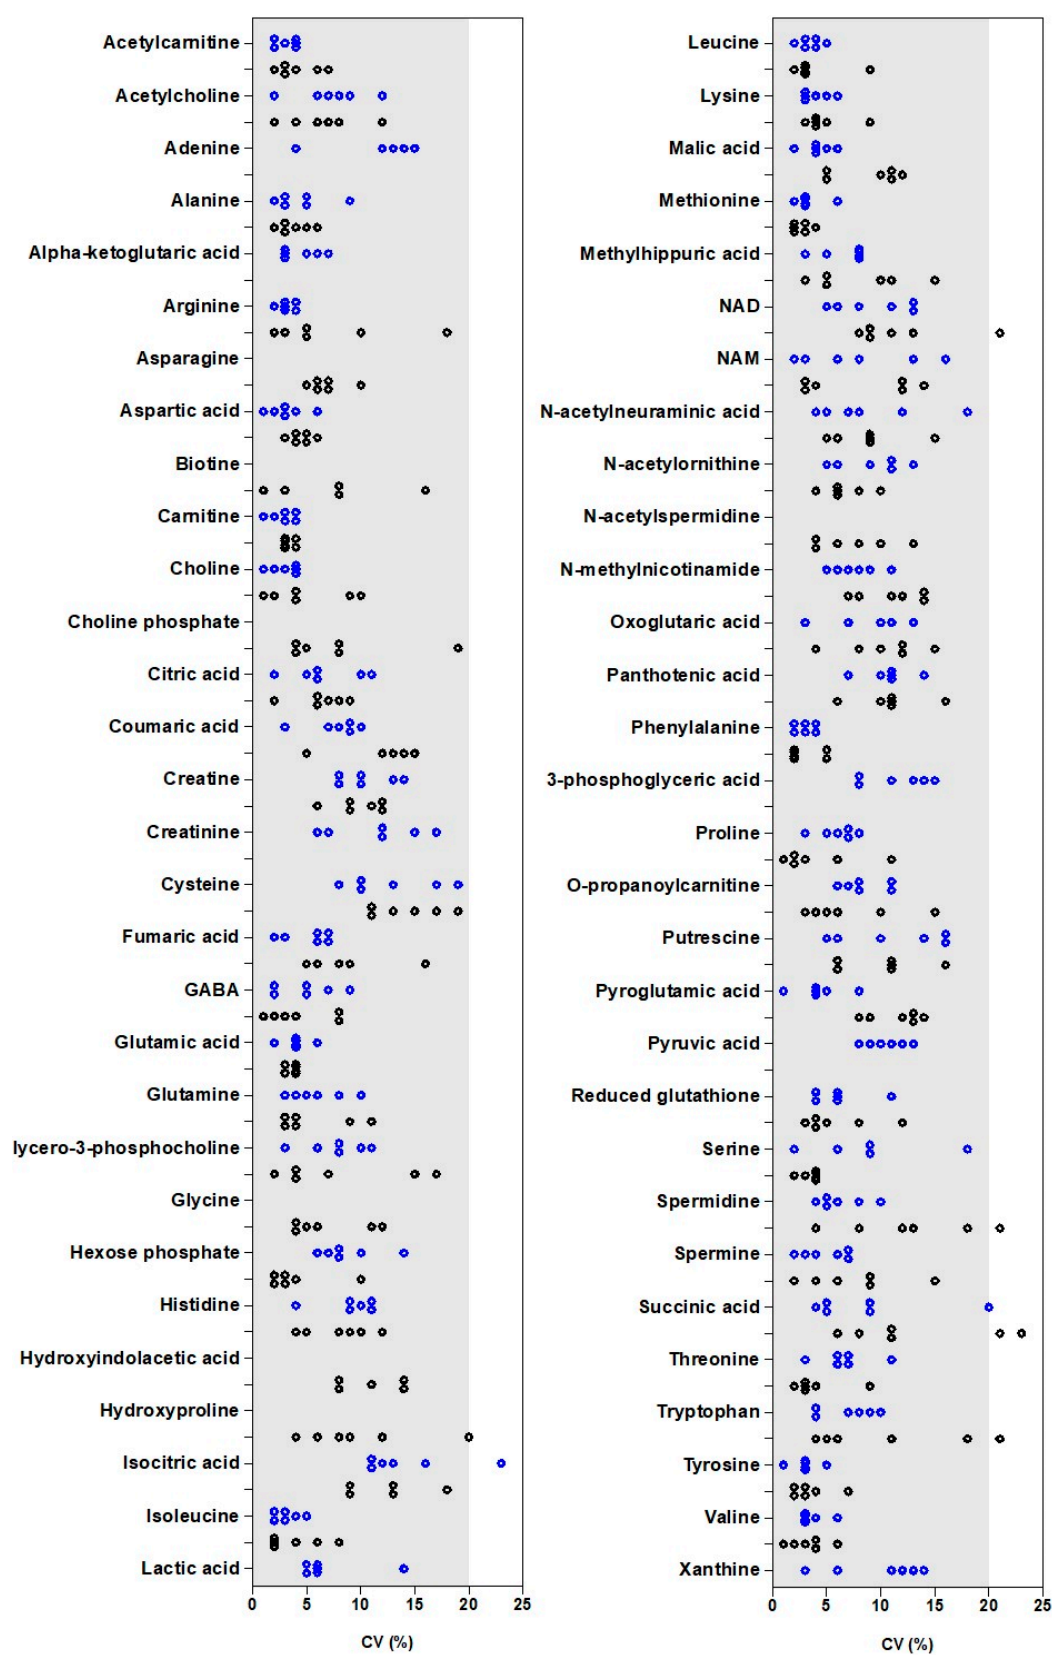 Acetylcarnitine
Acetylcholine
Adenine
Alanine
Alpha-ketoglutaric acid
Arginine
Asparagine
Aspartic acid
Biotine
Carnitine
Choline
Choline phosphate
Citric acid
Coumaric acid
Creatine
Creatinine
Cysteine
Fumaric acid
GABA
Glutamic acid
Glutamine
lycero-3-phosphocholine
Glycine
Hexose phosphate
Histidine
Hydroxyindolacetic acid
Hydroxyproline
Isocitric acid
Isoleucine
Lactic acid
0 5 10 15 20 25
CV (%)
Leucine
Lysine
Malic acid
Methionine
Methylhippuric acid
NAD
NAM
N-acetylneuraminic acid
N-acetylornithine
N-acetylspermidine
N-methylnicotinamide
Oxoglutaric acid
Panthotenic acid
Phenylalanine
3-phosphoglyceric acid
Proline
O-propanoylcarnitine
Putrescine
Pyroglutamic acid
Pyruvic acid
Reduced glutathione
Serine
Spermidine
Spermine
Succinic acid
Threonine
Tryptophan
Tyrosine
Valine
Xanthine
0 5 10 15 20 25
CV (%)